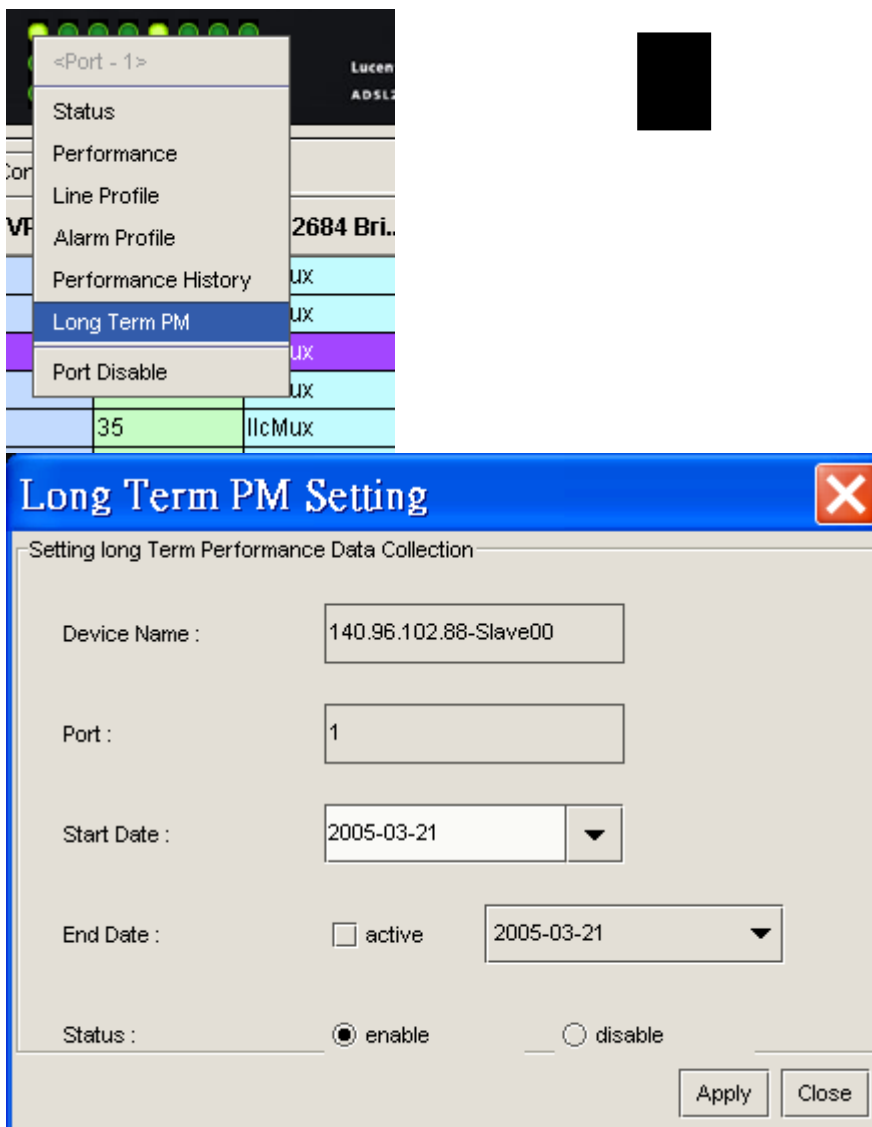 <Port - 1>
Status
Performance
Line Profile
Alarm Profile
Performance History
Long Term PM
Port Disable
2684 Bri..
ux
ux
ux
ux
35 llcMux
Long Term PM Setting
Setting long Term Performance Data Collection
Device Name : 140.96.102.88-Slave00
Port : 1
Start Date : 2005-03-21
End Date : active 2005-03-21
Status : enable disable
Apply Close